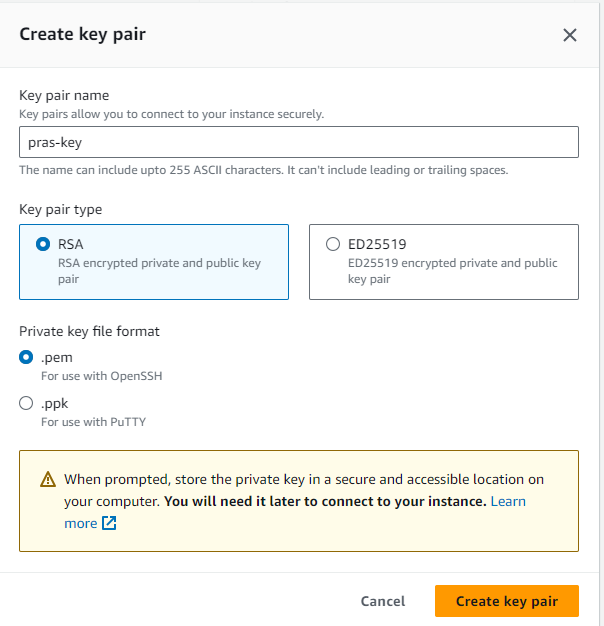 Create key pair
Key pair name
Key pairs allow you to connect to your instance securely.
pras-key
The name can include upto 255 ASCII characters. It can't include leading or trailing spaces.
Key pair type
RSA
RSA encrypted private and public key
pair
ED25519
ED25519 encrypted private and public
key pair
Private key file format
.pem
For use with OpenSSH
.ppk
For use with PuTTY
When prompted, store the private key in a secure and accessible location on
your computer. You will need it later to connect to your instance. Learn
more
Cancel
Create key pair